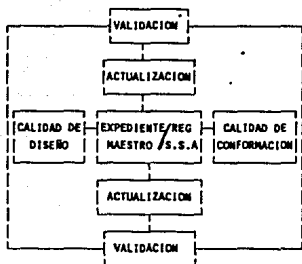 VALIDACION
ACTUALIZACION
CALIDAD DE
DISEÑO
EXPEDIENTE/REG
MAESTRO/S.S.A
CALIDAD DE
CONFORMACION
ACTUALIZACION
VALIDACION